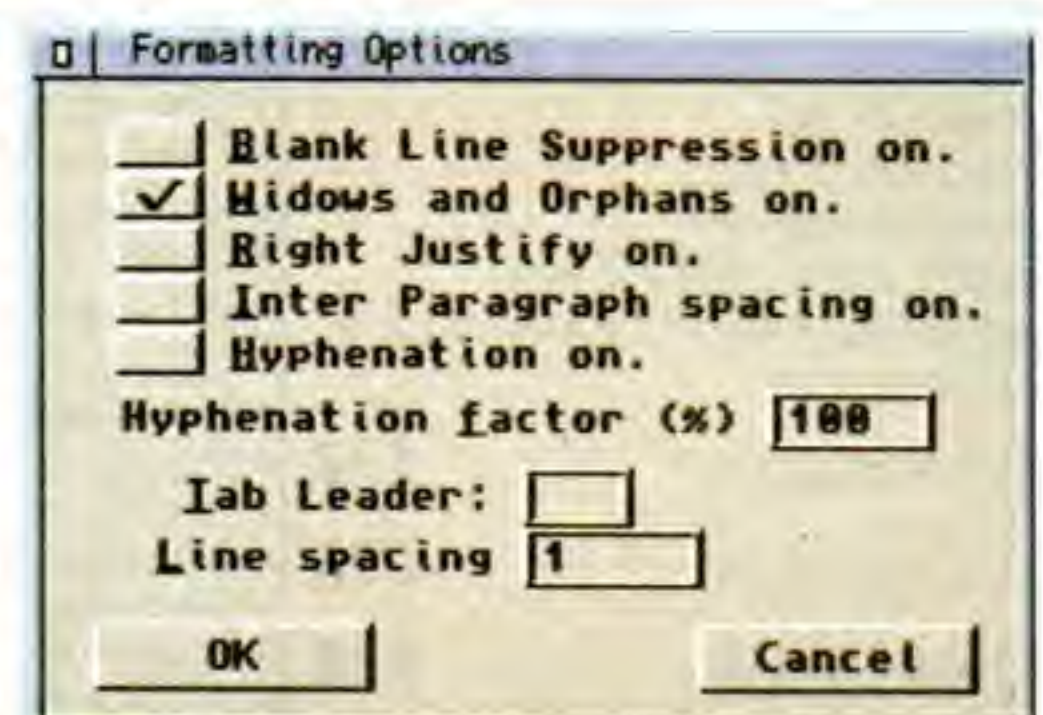 Formatting Options
Blank Line Suppression on.
Widows and Orphans on.
Right Justify on.
Inter Paragraph spacing on.
Hyphenation on.
Hyphenation factor (%) 100
Tab Leader:
Line spacing 1
OK Cancel